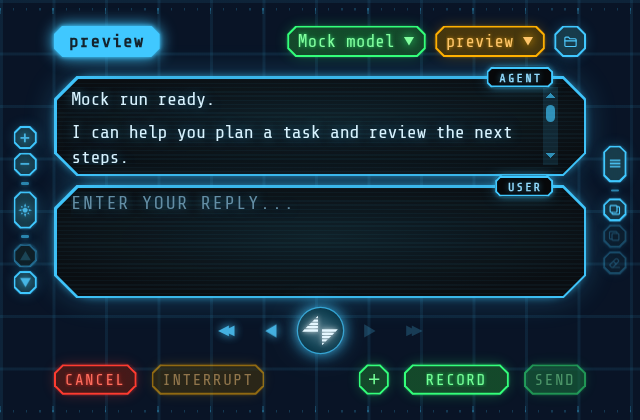 preview
Mock model
preview
AGENT
Mock run ready.
I can help you plan a task and review the next
steps.
USER
ENTER YOUR REPLY...
CANCEL
INTERRUPT
RECORD
SEND